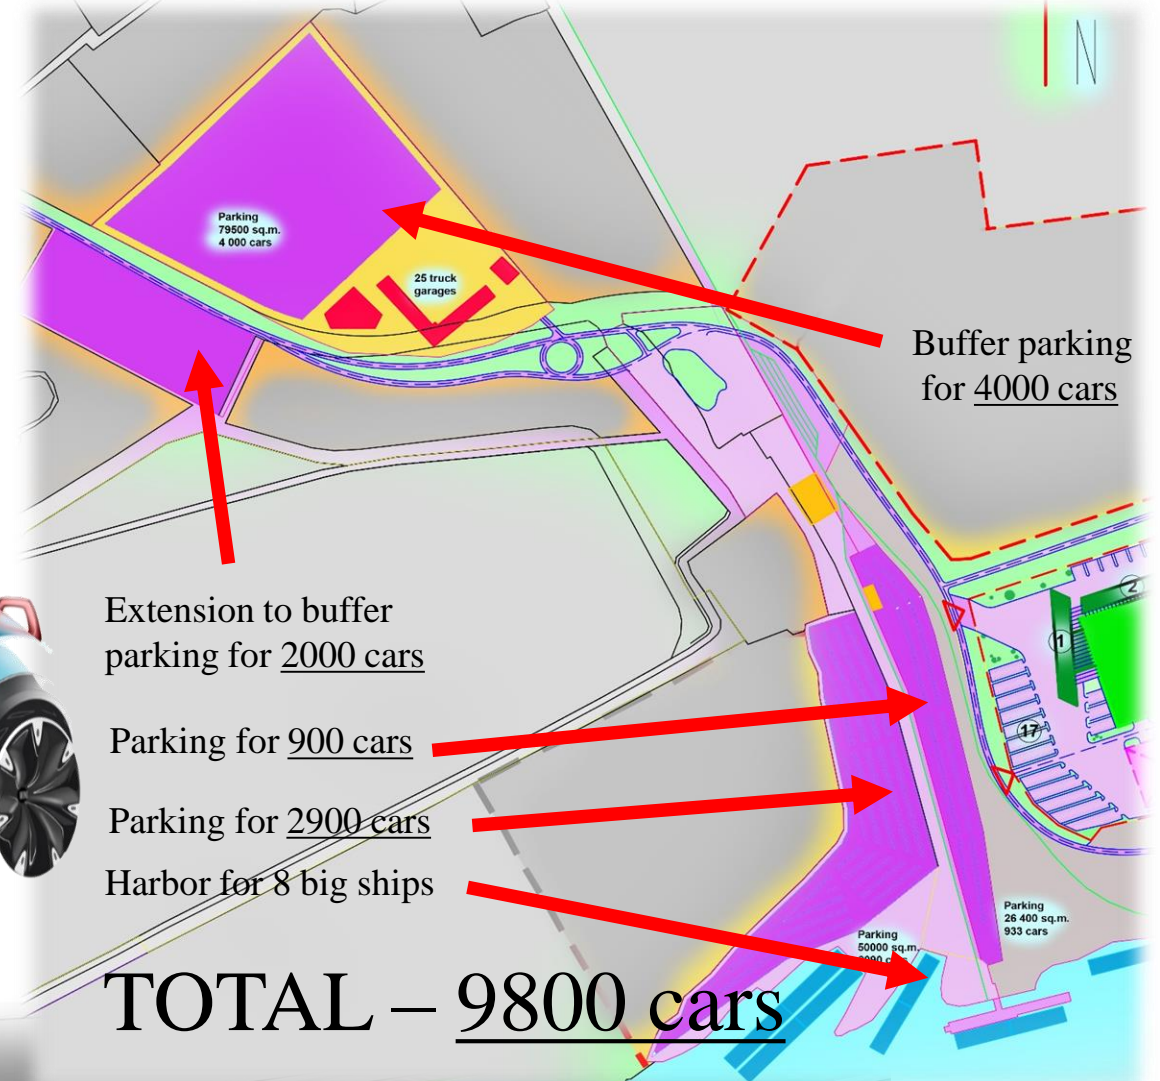 N
Parking
79500 sq.m.
4 000 cars
25 truck
garages
Buffer parking
for 4000 cars
Extension to buffer
parking for 2000 cars
2
1
17
Parking for 900 cars
Parking for 2900 cars
Harbor for 8 big ships
Parking
26 400 sq.m.
933 cars
Parking
50000 sq.m.
TOTAL – 9800 cars